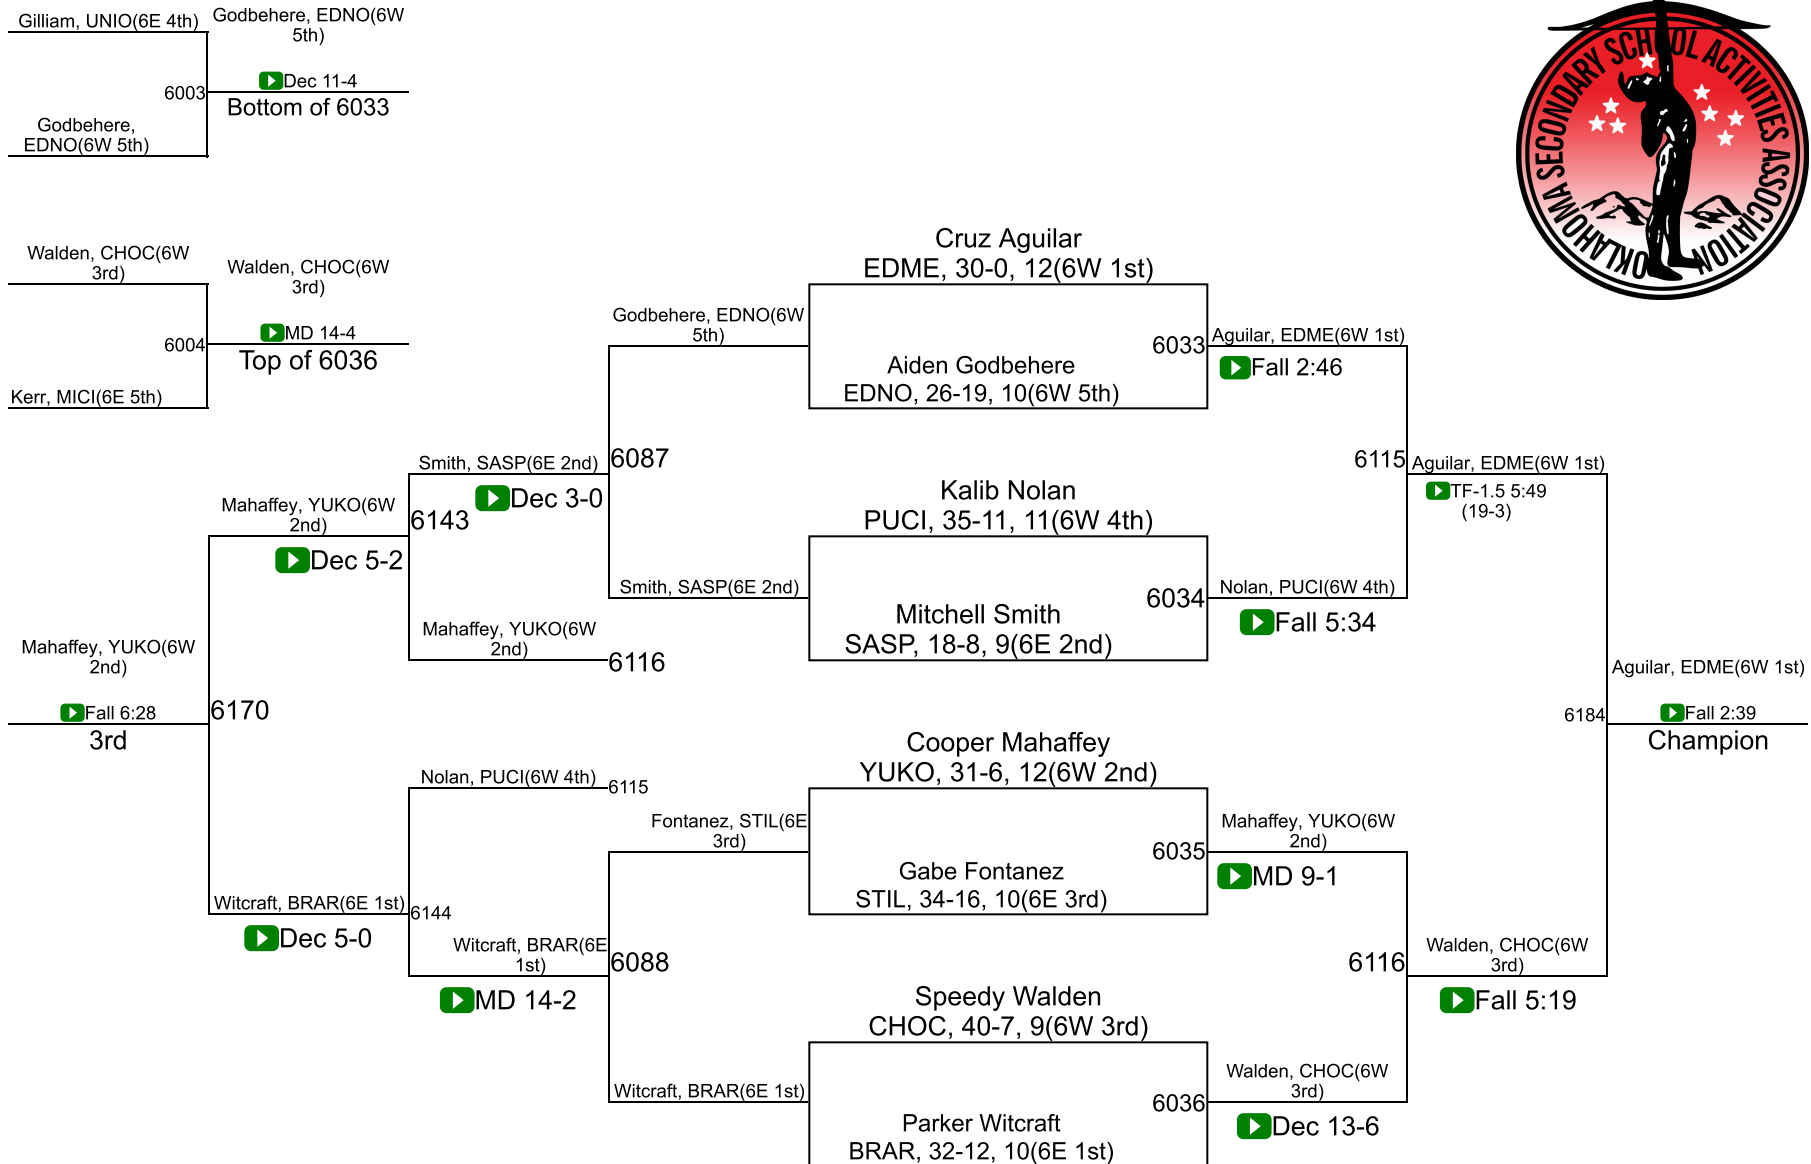 Gilliam, UNIO(6E 4th)
Godbehere, EDNO(6W
5th)
6003
Dec 11-4
Bottom of 6033
Godbehere,
EDNO(6W 5th)
OKLAHOMA SECONDARY SCHOOL ACTIVITIES ASSOCIATION
Walden, CHOC(6W
3rd)
Walden, CHOC(6W
3rd)
6004
MD 14-4
Top of 6036
Kerr, MICI(6E 5th)
Cruz Aguilar
EDME, 30-0, 12(6W 1st)
Godbehere, EDNO(6W
5th)
6033
Aguilar, EDME(6W 1st)
Fall 2:46
Aiden Godbehere
EDNO, 26-19, 10(6W 5th)
Smith, SASP(6E 2nd)
6087
Dec 3-0
6115
Aguilar, EDME(6W 1st)
TF-1.5 5:49
(19-3)
Mahaffey, YUKO(6W
2nd)
6143
Dec 5-2
Kalib Nolan
PUCI, 35-11, 11(6W 4th)
Smith, SASP(6E 2nd)
6034
Nolan, PUCI(6W 4th)
Fall 5:34
Mitchell Smith
SASP, 18-8, 9(6E 2nd)
Mahaffey, YUKO(6W
2nd)
6116
Mahaffey, YUKO(6W
2nd)
Fall 6:28
3rd
6170
Aguilar, EDME(6W 1st)
6184
Fall 2:39
Champion
Cooper Mahaffey
YUKO, 31-6, 12(6W 2nd)
Nolan, PUCI(6W 4th)
6115
Fontanez, STIL(6E
3rd)
6035
Mahaffey, YUKO(6W
2nd)
MD 9-1
Gabe Fontanez
STIL, 34-16, 10(6E 3rd)
Witcraft, BRAR(6E 1st)
6144
Dec 5-0
Witcraft, BRAR(6E
1st)
6088
MD 14-2
6116
Walden, CHOC(6W
3rd)
Fall 5:19
Speedy Walden
CHOC, 40-7, 9(6W 3rd)
Witcraft, BRAR(6E 1st)
6036
Walden, CHOC(6W
3rd)
Dec 13-6
Parker Witcraft
BRAR, 32-12, 10(6E 1st)